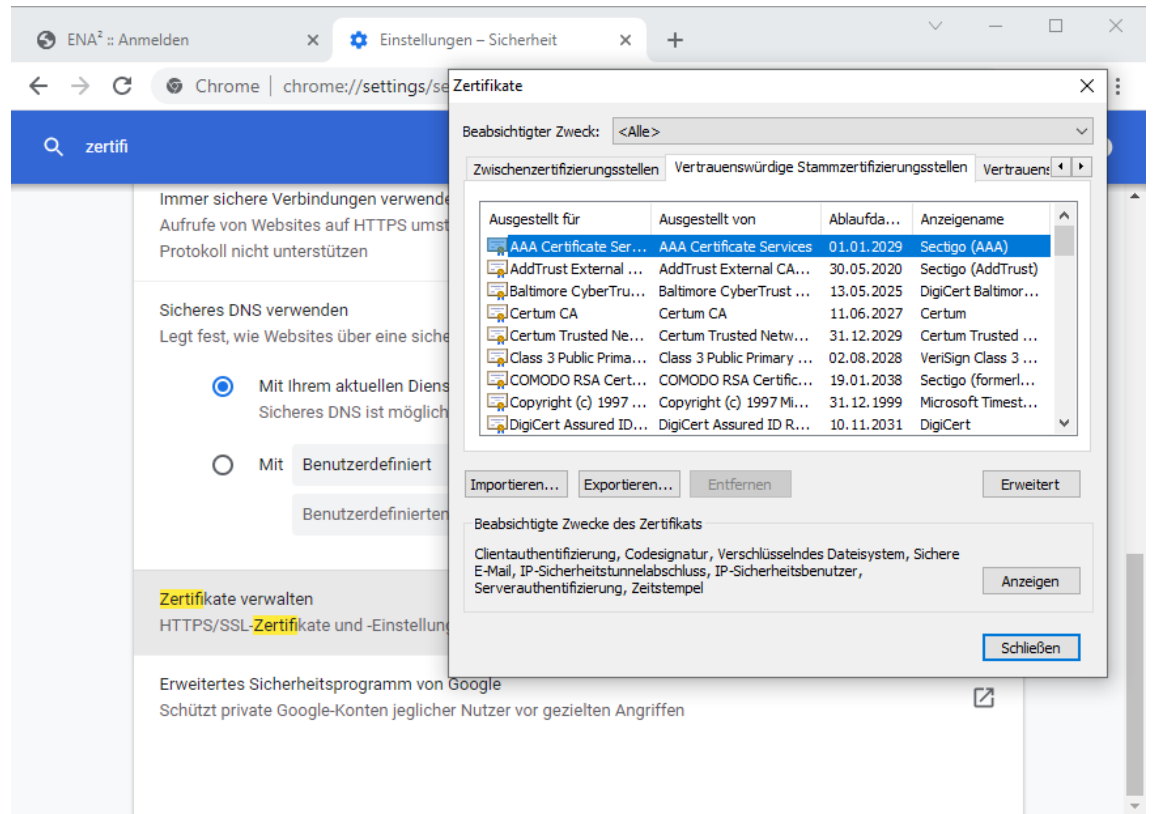 ENA² :: Anmelden
Einstellungen – Sicherheit
Chrome | chrome://settings/se
zertifi
Immer sichere Verbindungen verwende
Aufrufe von Websites auf HTTPS umst
Protokoll nicht unterstützen
Sicheres DNS verwenden
Legt fest, wie Websites über eine siche
Mit Ihrem aktuellen Diens
Sicheres DNS ist möglich
Mit Benutzerdefiniert
Benutzerdefinierten
Zertifikate verwalten
HTTPS/SSL-Zertifikate und -Einstellung
Erweitertes Sicherheitsprogramm von Google
Schützt private Google-Konten jeglicher Nutzer vor gezielten Angriffen
Zertifikate
Beabsichtigter Zweck: <Alle>
Zwischenzertifizierungsstellen Vertrauenswürdige Stammzertifizierungsstellen Vertrauens
Ausgestellt für Ausgestellt von Ablaufda... Anzeigename
AAA Certificate Ser... AAA Certificate Services 01.01.2029 Sectigo (AAA)
AddTrust External ... AddTrust External CA... 30.05.2020 Sectigo (AddTrust)
Baltimore CyberTru... Baltimore CyberTrust ... 13.05.2025 DigiCert Baltimor...
Certum CA Certum CA 11.06.2027 Certum
Certum Trusted Ne... Certum Trusted Netw... 31.12.2029 Certum Trusted ...
Class 3 Public Prima... Class 3 Public Primary ... 02.08.2028 VeriSign Class 3 ...
COMODO RSA Cert... COMODO RSA Certific... 19.01.2038 Sectigo (formerl...
Copyright (c) 1997 ... Copyright (c) 1997 Mi... 31.12.1999 Microsoft Timest...
DigiCert Assured ID... DigiCert Assured ID R... 10.11.2031 DigiCert
Importieren... Exportieren... Entfernen Erweitert
Beabsichtigte Zwecke des Zertifikats
Clientauthentifizierung, Codesignatur, Verschlüsselndes Dateisystem, Sichere
E-Mail, IP-Sicherheitstunnelabschluss, IP-Sicherheitsbenutzer,
Serverauthentifizierung, Zeitstempel
Anzeigen
Schließen